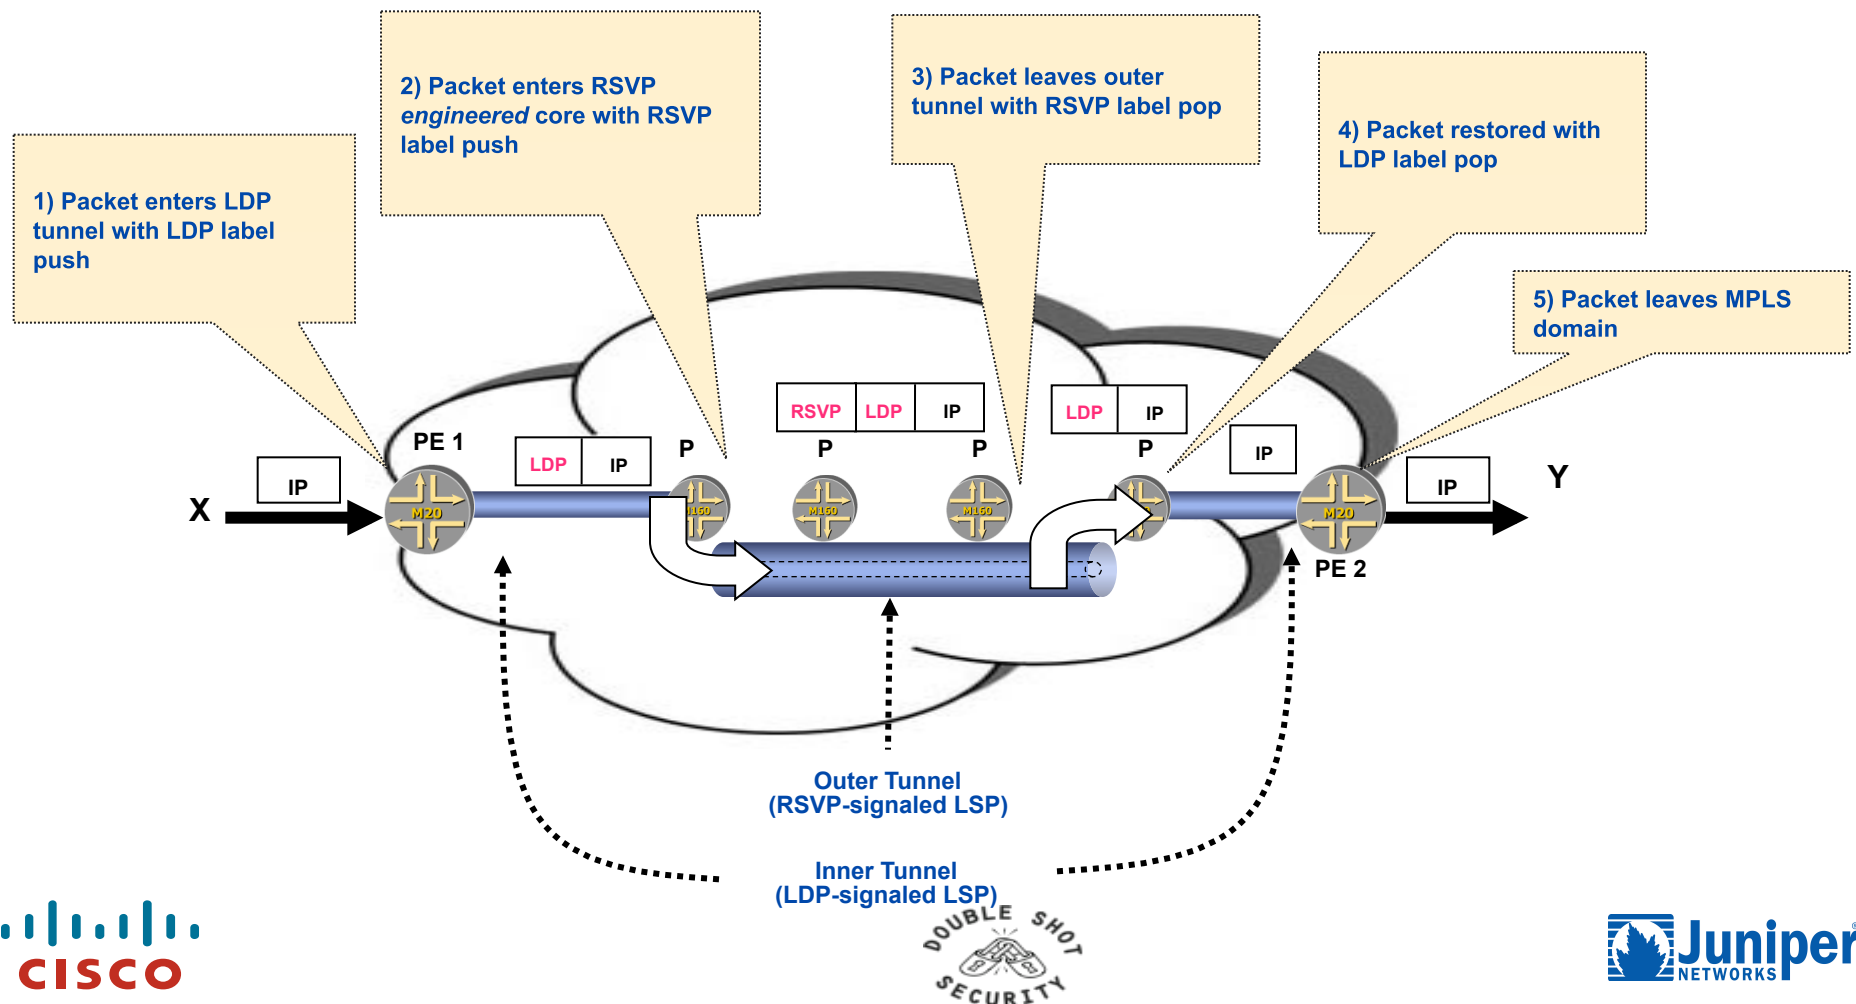 1) Packet enters LDP
tunnel with LDP label
push
2) Packet enters RSVP
engineered core with RSVP
label push
3) Packet leaves outer
tunnel with RSVP label pop
4) Packet restored with
LDP label pop
5) Packet leaves MPLS
domain
RSVP LDP IP
LDP IP
PE 1
P
P
P
P
LDP IP
IP
IP
IP
X
Y
M20
M160
M160
M160
M20
PE 2
Outer Tunnel
(RSVP-signaled LSP)
Inner Tunnel
(LDP-signaled LSP)
DOUBLE SHOT
SECURITY
CISCO
Juniper
NETWORKS